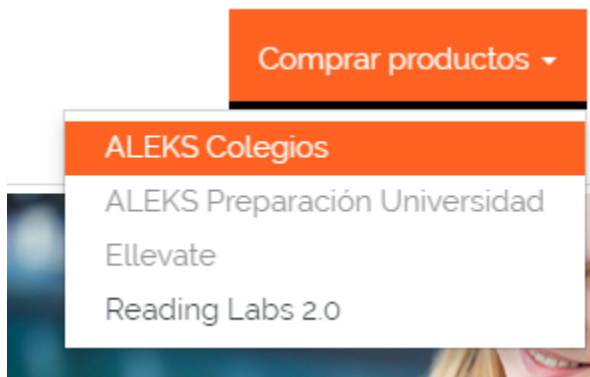 Comprar productos
ALEKS Colegios
ALEKS Preparación Universidad
Ellevate
Reading Labs 2.0